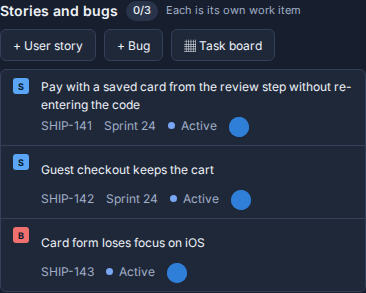 Stories and bugs 0/3 Each is its own work item
+ User story + Bug Task board
S Pay with a saved card from the review step without re-
entering the code
SHIP-141 Sprint 24 Active
S Guest checkout keeps the cart
SHIP-142 Sprint 24 Active
B Card form loses focus on iOS
SHIP-143 Active